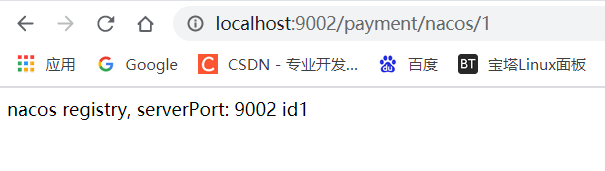 localhost:9002/payment/nacos/1
应用 Google C CSDN - 专业开发... 百度 BT 宝塔Linux面板
nacos registry, serverPort: 9002 id1